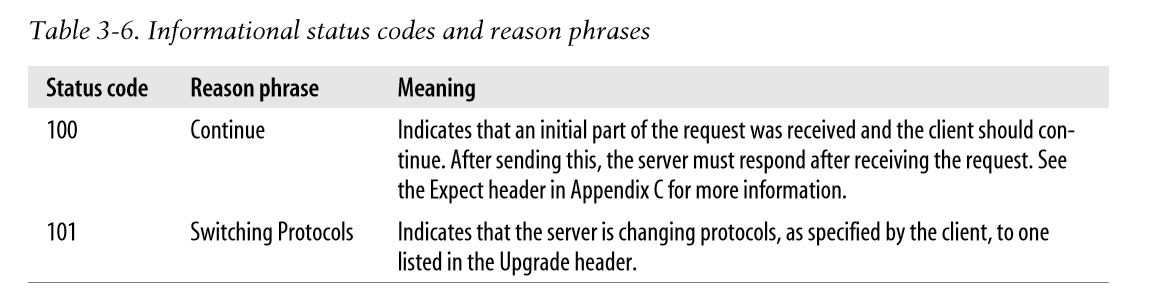 Table 3-6. Informational status codes and reason phrases
Status code Reason phrase Meaning
100 Continue Indicates that an initial part of the request was received and the client should con-
tinue. After sending this, the server must respond after receiving the request. See
the Expect header in Appendix C for more information.
101 Switching Protocols Indicates that the server is changing protocols, as specified by the client, to one
listed in the Upgrade header.